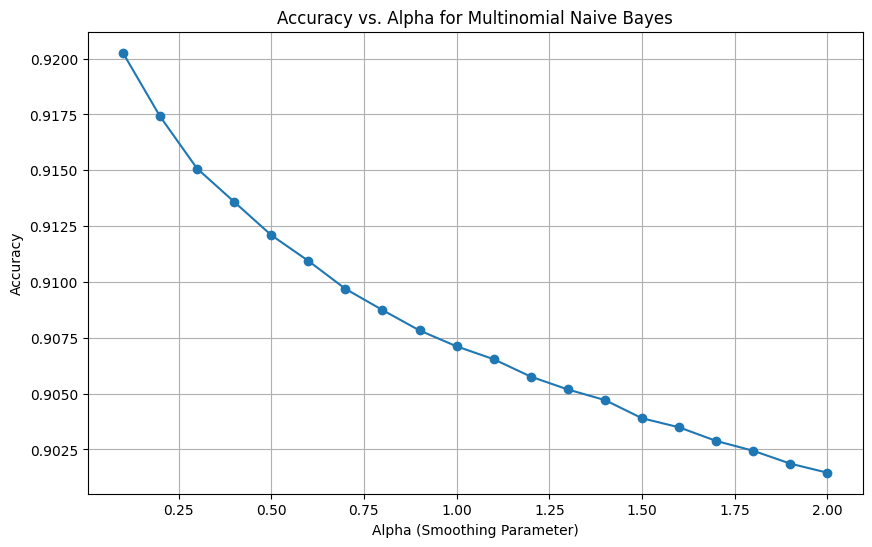 Accuracy vs. Alpha for Multinomial Naive Bayes
0.9200
0.9175
0.9150
0.9125
0.9100
0.9075
0.9050
0.9025
Accuracy
0.25 0.50 0.75 1.00 1.25 1.50 1.75 2.00
Alpha (Smoothing Parameter)